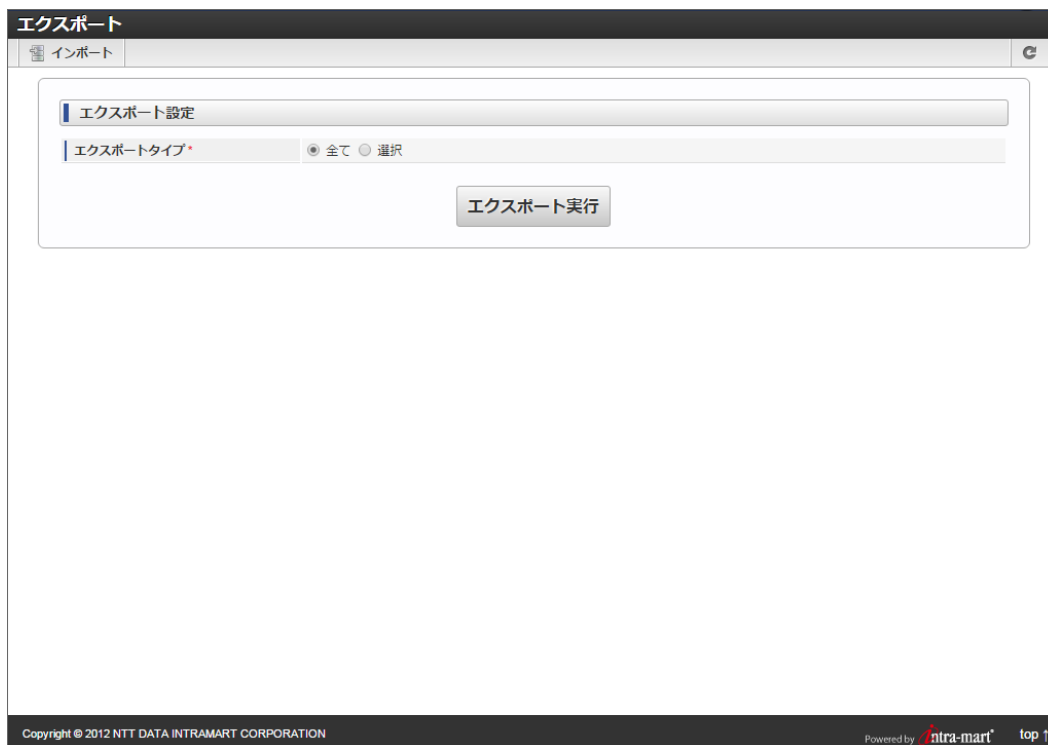 エクスポート
インポート
エクスポート設定
エクスポートタイプ* 全て 選択
エクスポート実行
Copyright © 2012 NTT DATA INTRAMART CORPORATION Powered by intra-mart top ↑